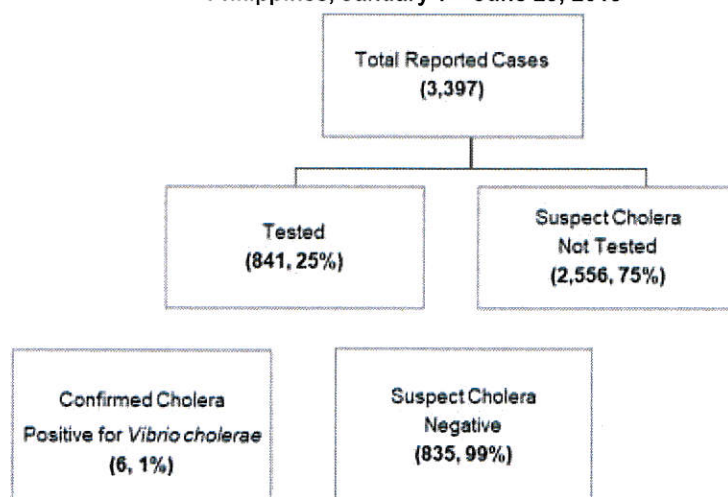 Total Reported Cases
(3,397)
Tested
(841, 25%)
Suspect Cholera
Not Tested
(2,556, 75%)
Confirmed Cholera
Positive for Vibrio cholerae
(6, 1%)
Suspect Cholera
Negative
(835, 99%)